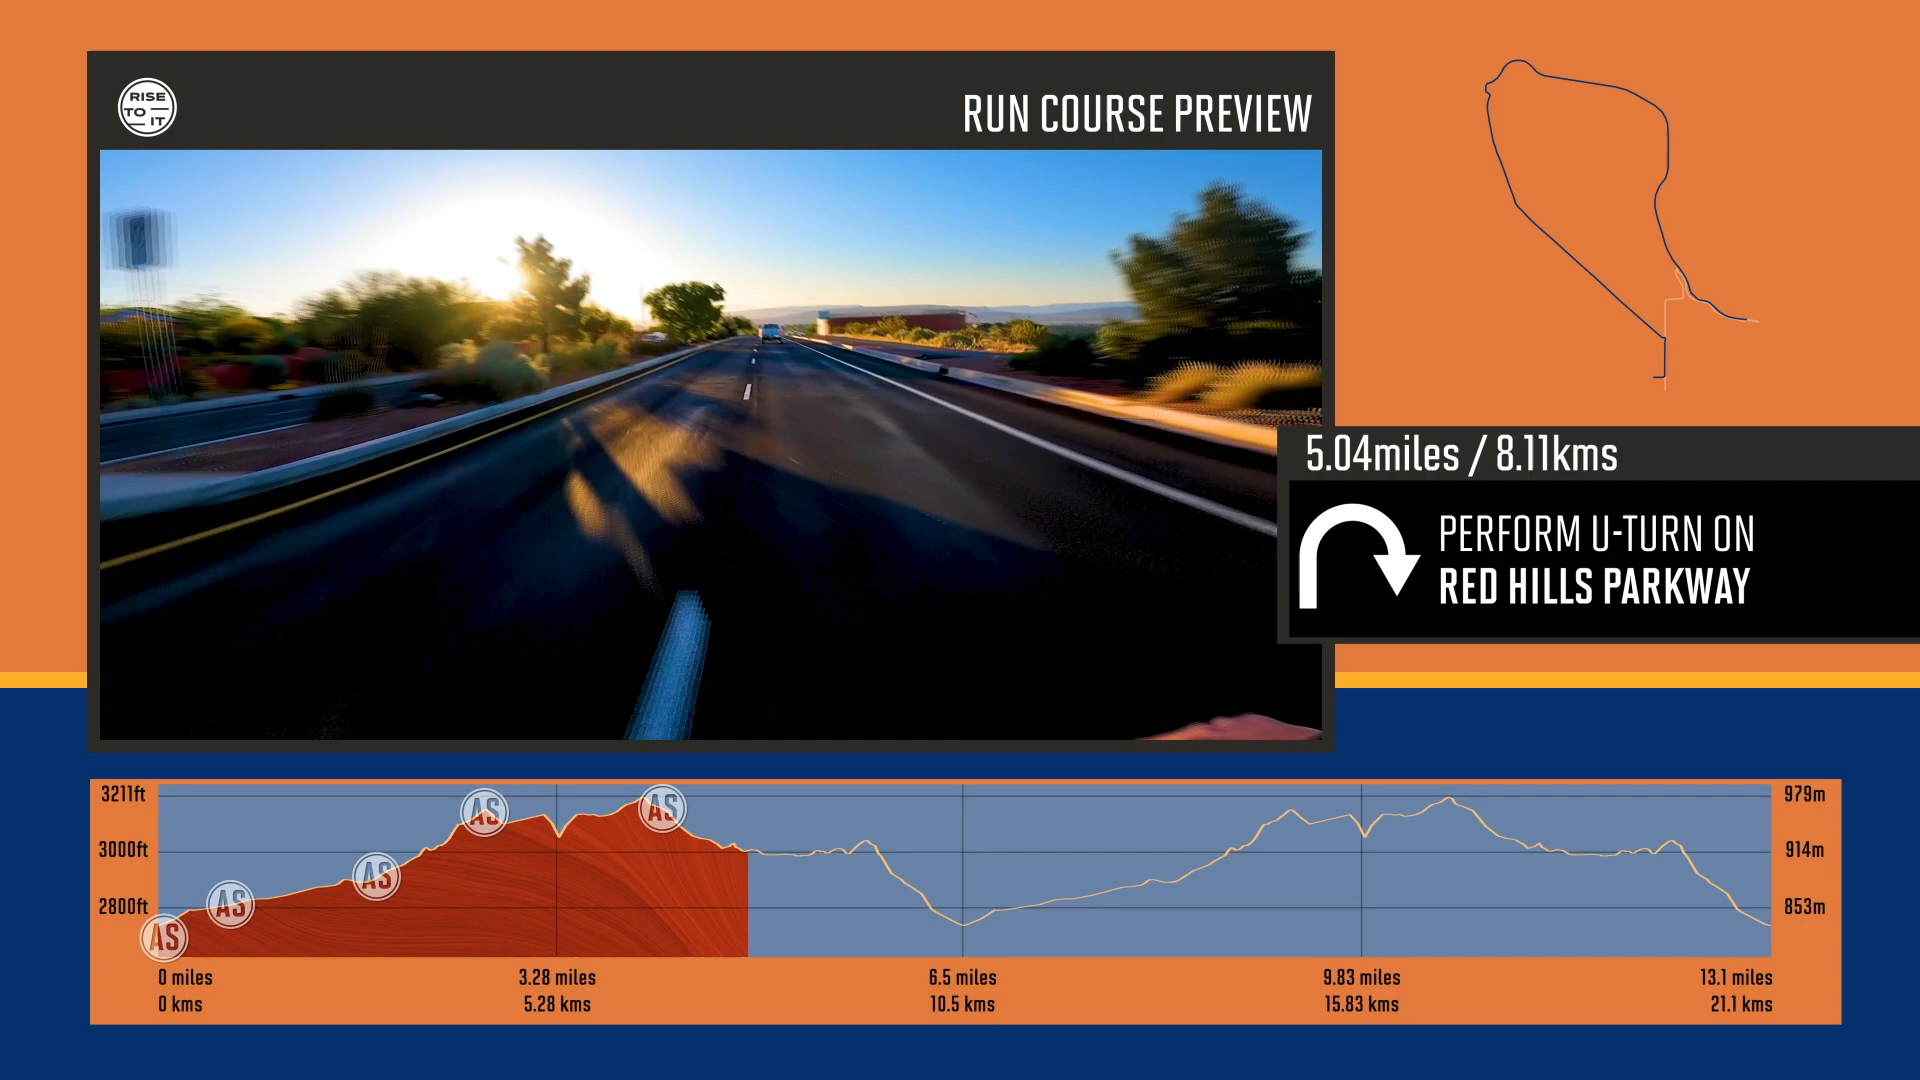 RISE
TO
IT
RUN COURSE PREVIEW
5.04miles / 8.11kms
PERFORM U-TURN ON
RED HILLS PARKWAY
3211ft
979m
3000ft
914m
2800ft
853m
AS
AS
AS
AS
AS
0 miles
0 kms
3.28 miles
5.28 kms
6.5 miles
10.5 kms
9.83 miles
15.83 kms
13.1 miles
21.1 kms